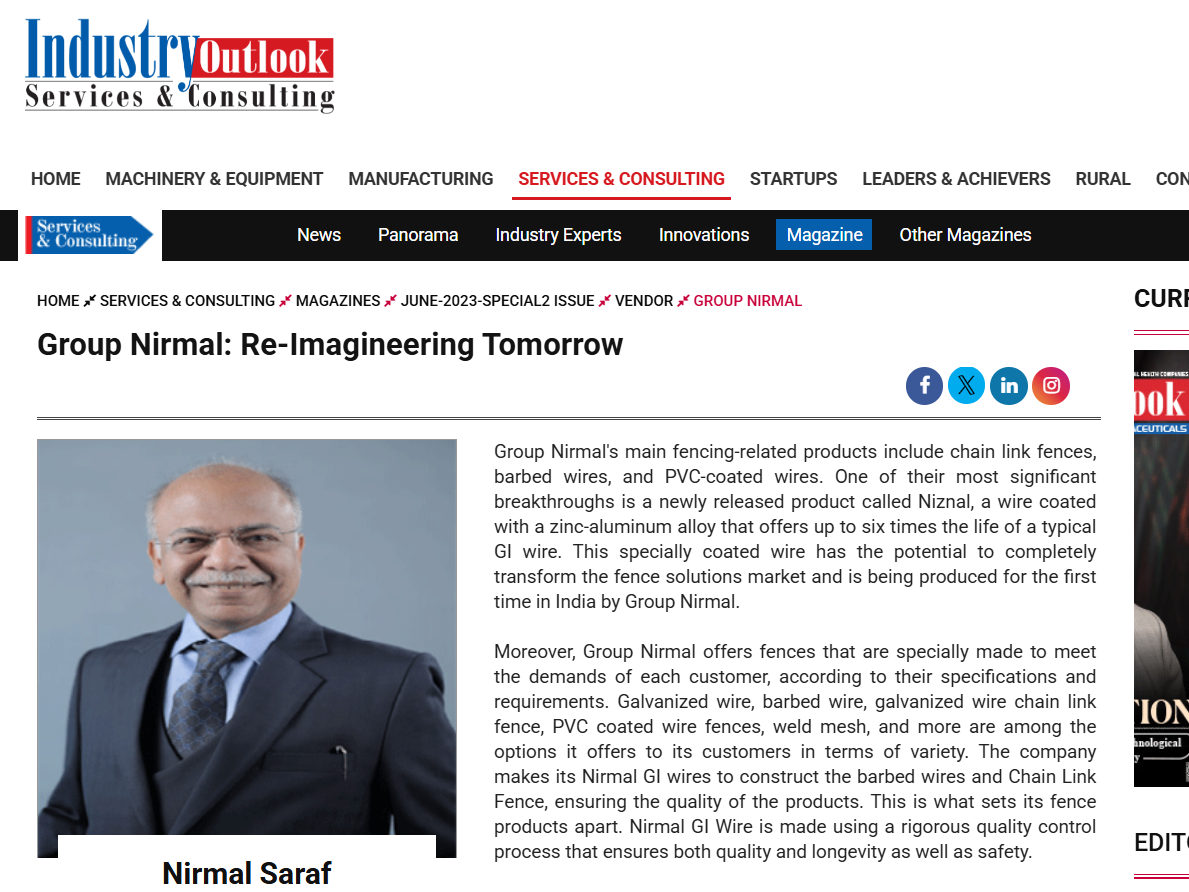 Industry Outlook
Services & Consulting
HOME MACHINERY & EQUIPMENT MANUFACTURING SERVICES & CONSULTING STARTUPS LEADERS & ACHIEVERS RURAL CON
Services
& Consulting
News Panorama Industry Experts Innovations Magazine Other Magazines
HOME SERVICES & CONSULTING MAGAZINES JUNE-2023-SPECIAL2 ISSUE VENDOR GROUP NIRMAL
Group Nirmal: Re-Imagineering Tomorrow
Group Nirmal's main fencing-related products include chain link fences,
barbed wires, and PVC-coated wires. One of their most significant
breakthroughs is a newly released product called Niznal, a wire coated
with a zinc-aluminum alloy that offers up to six times the life of a typical
GI wire. This specially coated wire has the potential to completely
transform the fence solutions market and is being produced for the first
time in India by Group Nirmal.
Moreover, Group Nirmal offers fences that are specially made to meet
the demands of each customer, according to their specifications and
requirements. Galvanized wire, barbed wire, galvanized wire chain link
fence, PVC coated wire fences, weld mesh, and more are among the
options it offers to its customers in terms of variety. The company
makes its Nirmal GI wires to construct the barbed wires and Chain Link
Fence, ensuring the quality of the products. This is what sets its fence
products apart. Nirmal GI Wire is made using a rigorous quality control
process that ensures both quality and longevity as well as safety.
Nirmal Saraf
CURR
ook
CEUTICALS
TION
hnological
y
EDITO